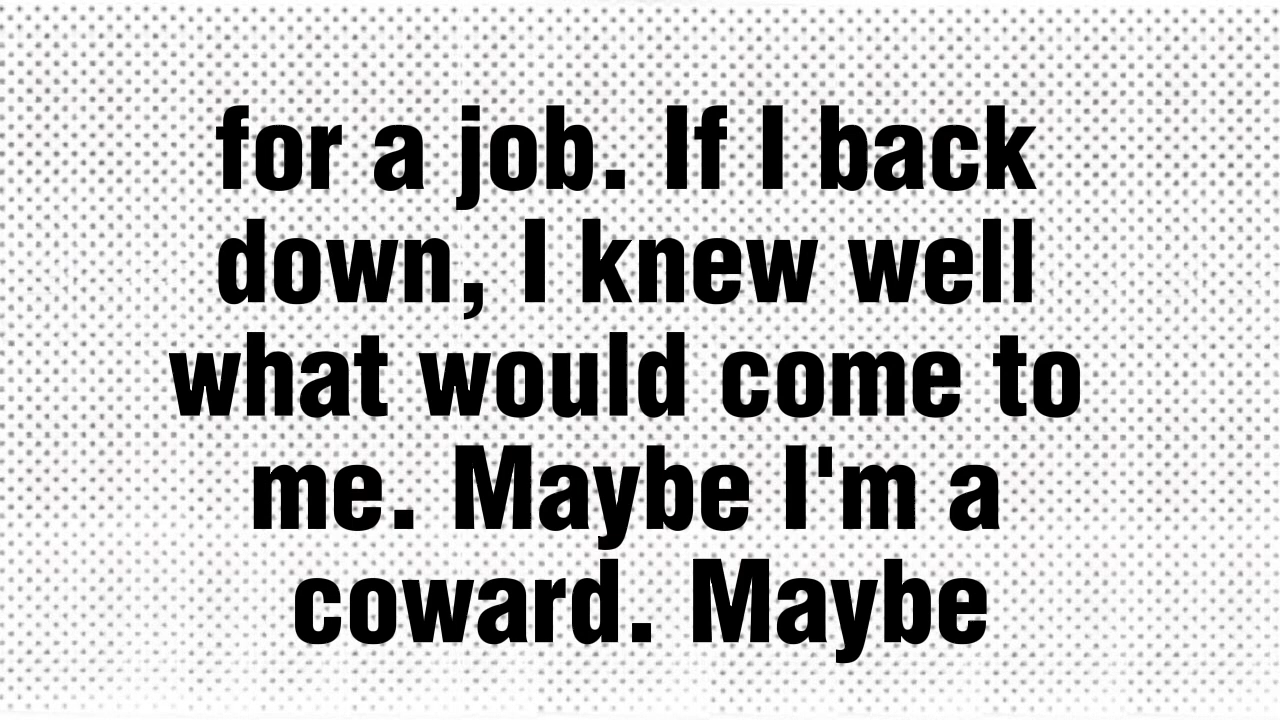 for a job. If I back
down, I knew well
what would come to
me. Maybe I'm a
coward. Maybe